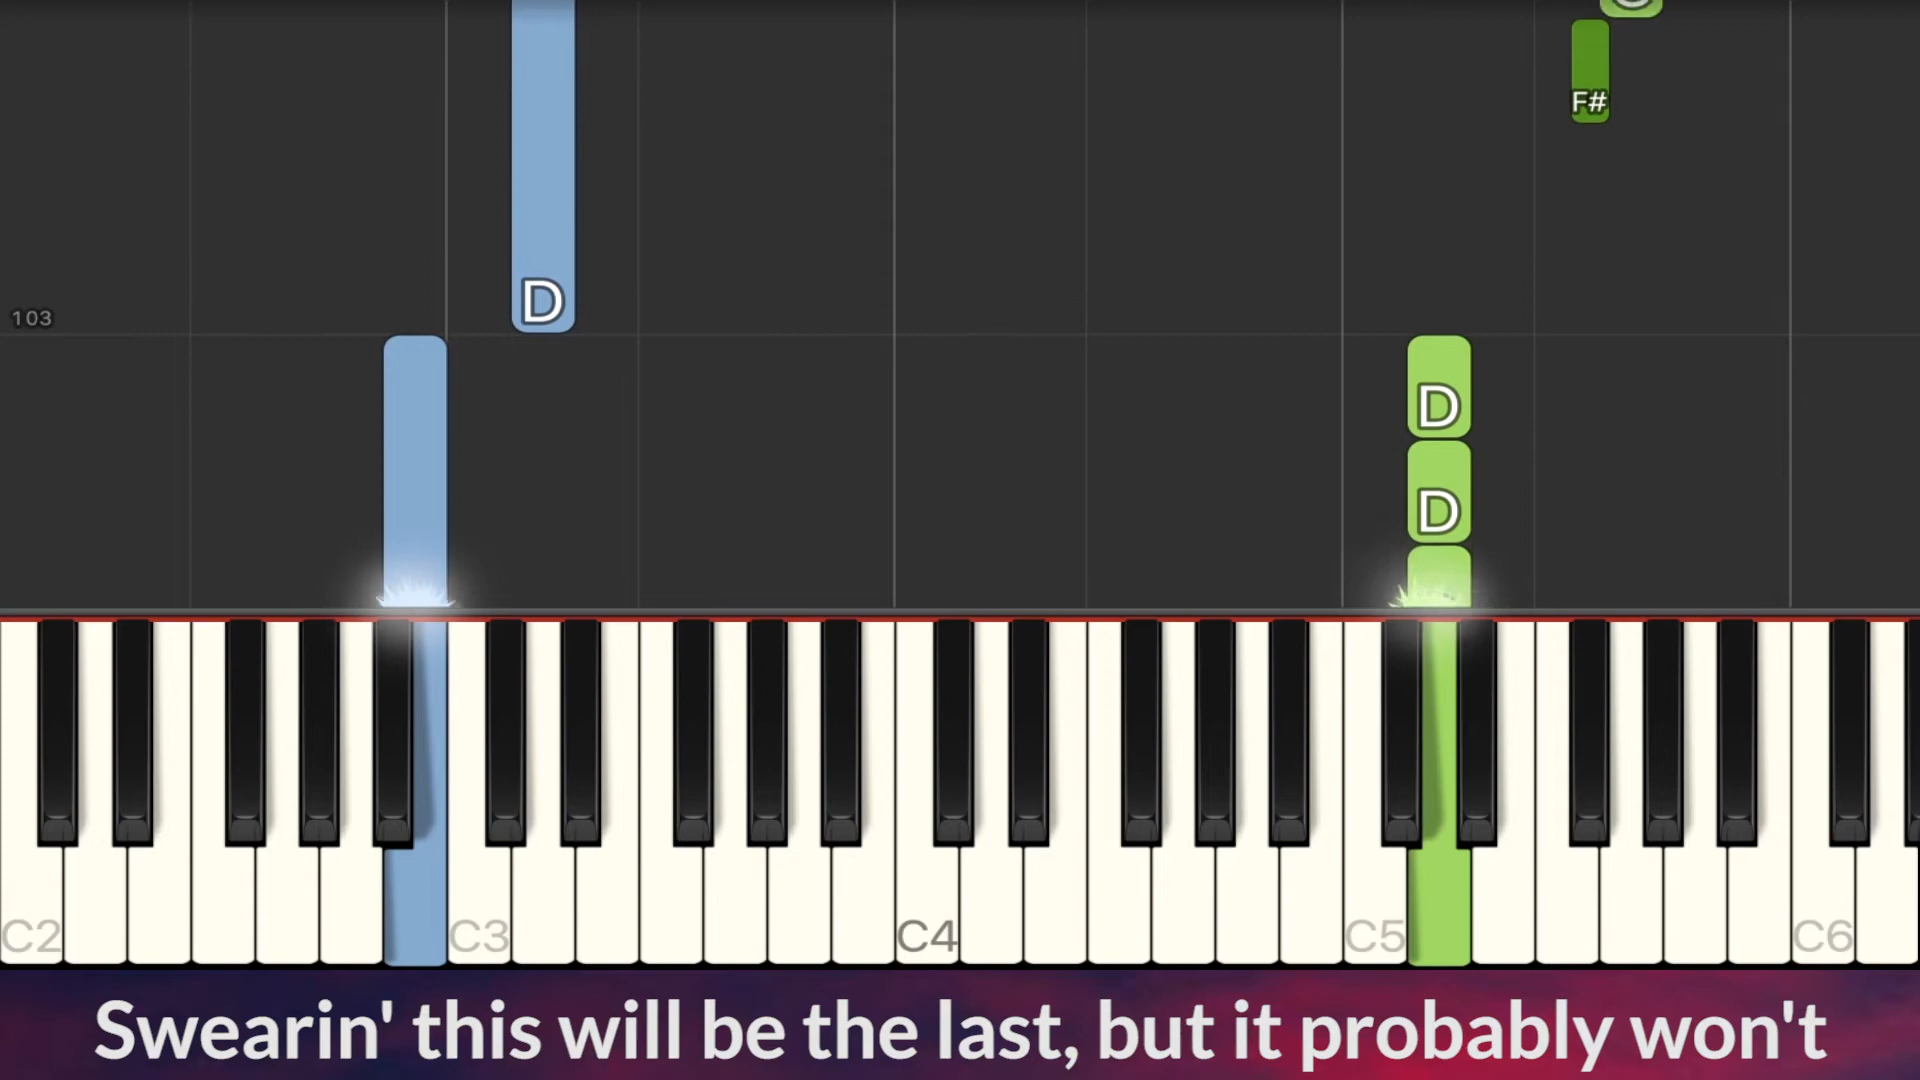 F#
D
103
D
D
C2
C3
C4
C5
C6
Swearin' this will be the last, but it probably won't